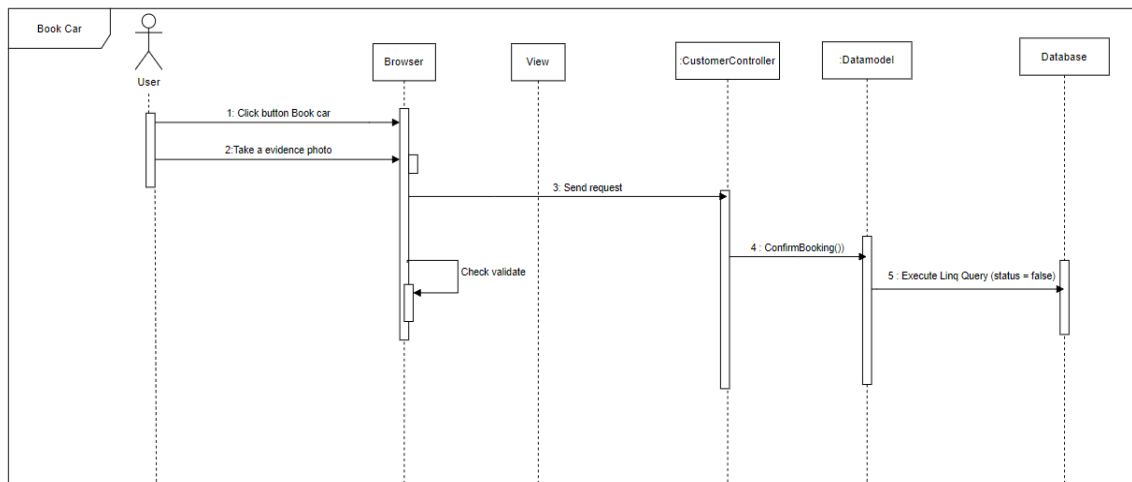 Book Car
User
Browser
View
:CustomerController
:Datamodel
Database
1: Click button Book car
2:Take a evidence photo
3: Send request
4 : ConfirmBooking())
Check validate
5 : Execute Linq Query (status = false)